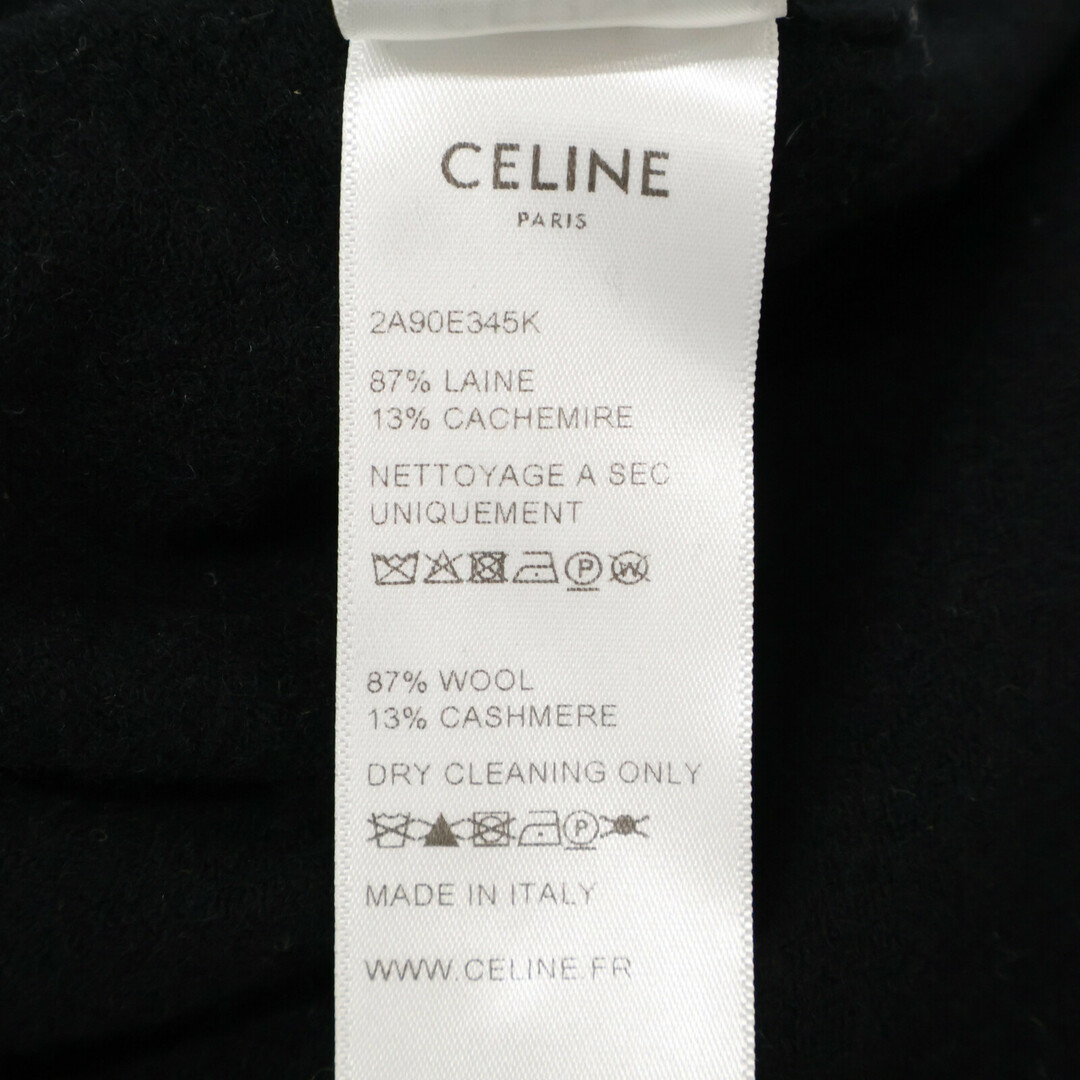 CELINE
PARIS
2A90E345K
87% LAINE
13% CACHEMIRE
NETTOYAGE A SEC
UNIQUEMENT
P W
87% WOOL
13% CASHMERE
DRY CLEANING ONLY
P
MADE IN ITALY
WWW.CELINE.FR